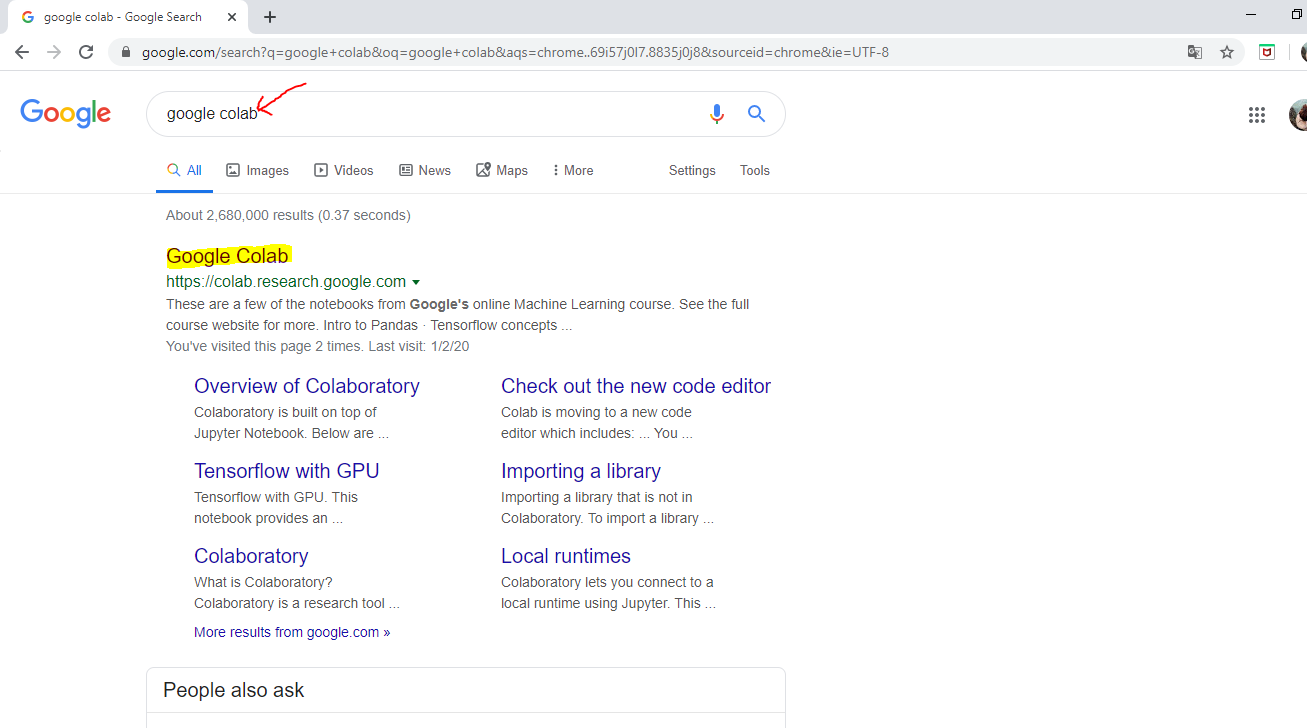 google colab - Google Search
google.com/search?q=google+colab&oq=google+colab&aqs=chrome..69i57j0l7.8835j0j8&sourceid=chrome&ie=UTF-8
Google
google colab
All Images Videos News Maps More Settings Tools
About 2,680,000 results (0.37 seconds)
Google Colab
https://colab.research.google.com
These are a few of the notebooks from Google's online Machine Learning course. See the full
course website for more. Intro to Pandas · Tensorflow concepts ...
You've visited this page 2 times. Last visit: 1/2/20
Overview of Colaboratory
Colaboratory is built on top of
Jupyter Notebook. Below are ...
Check out the new code editor
Colab is moving to a new code
editor which includes: ... You ...
Tensorflow with GPU
Tensorflow with GPU. This
notebook provides an ...
Importing a library
Importing a library that is not in
Colaboratory. To import a library ...
Colaboratory
What is Colaboratory?
Colaboratory is a research tool ...
Local runtimes
Colaboratory lets you connect to a
local runtime using Jupyter. This ...
More results from google.com »
People also ask